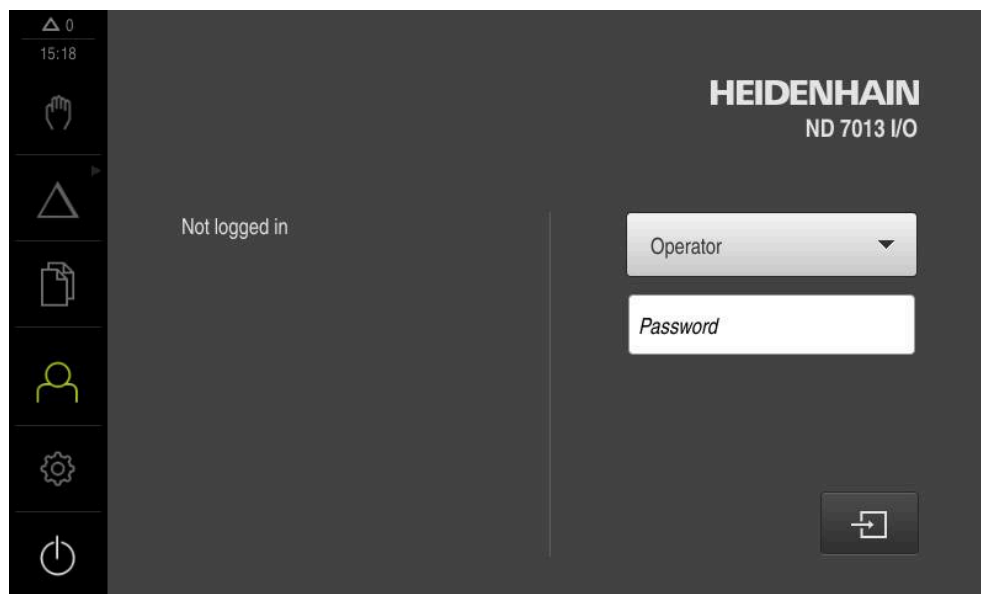 0
15:18
HEIDENHAIN
ND 7013 I/O
Not logged in
Operator
Password